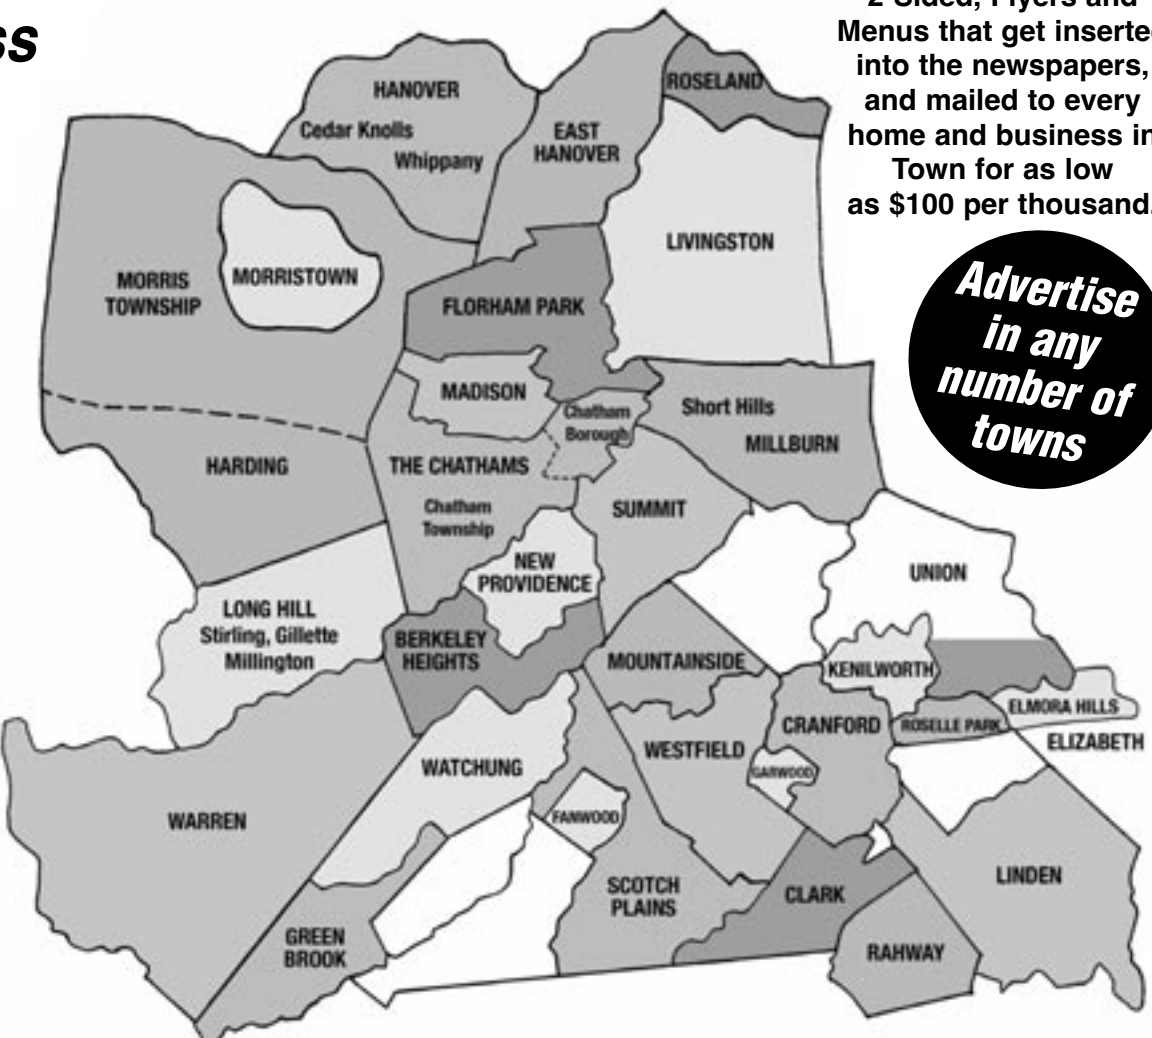 ss
2-Sided, Flyers and
Menus that get inserted
into the newspapers,
and mailed to every
home and business in
Town for as low
as $100 per thousand.
Advertise
in any
number of
towns
HANOVER
Cedar Knolls
Whippany
EAST
HANOVER
ROSELAND
LIVINGSTON
MORRIS
TOWNSHIP
MORRISTOWN
FLORHAM PARK
MADISON
Chatham
Borough
Short Hills
MILLBURN
HARDING
THE CHATHAMS
Chatham
Township
SUMMIT
NEW
PROVIDENCE
UNION
LONG HILL
Stirling, Gillette
Millington
BERKELEY
HEIGHTS
MOUNTAINSIDE
KENILWORTH
ELMORA HILLS
ROSELLE PARK
CRANFORD
ELIZABETH
WESTFIELD
GARWOOD
WATCHUNG
WARREN
FANWOOD
SCOTCH
PLAINS
CLARK
LINDEN
GREEN
BROOK
RAHWAY